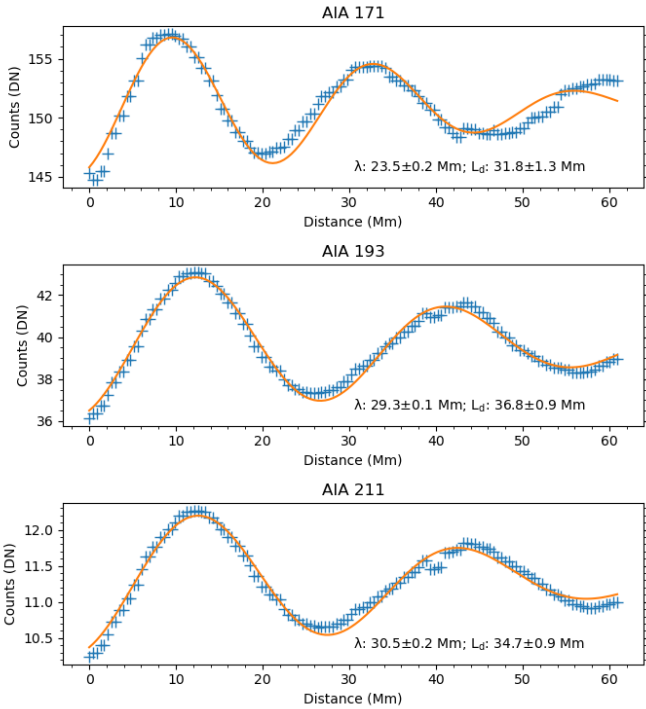 AIA 171
155
150
145
Counts (DN)
λ: 23.5±0.2 Mm; L_d: 31.8±1.3 Mm
0 10 20 30 40 50 60
Distance (Mm)
AIA 193
42
40
38
36
Counts (DN)
λ: 29.3±0.1 Mm; L_d: 36.8±0.9 Mm
0 10 20 30 40 50 60
Distance (Mm)
AIA 211
12.0
11.5
11.0
10.5
Counts (DN)
λ: 30.5±0.2 Mm; L_d: 34.7±0.9 Mm
0 10 20 30 40 50 60
Distance (Mm)